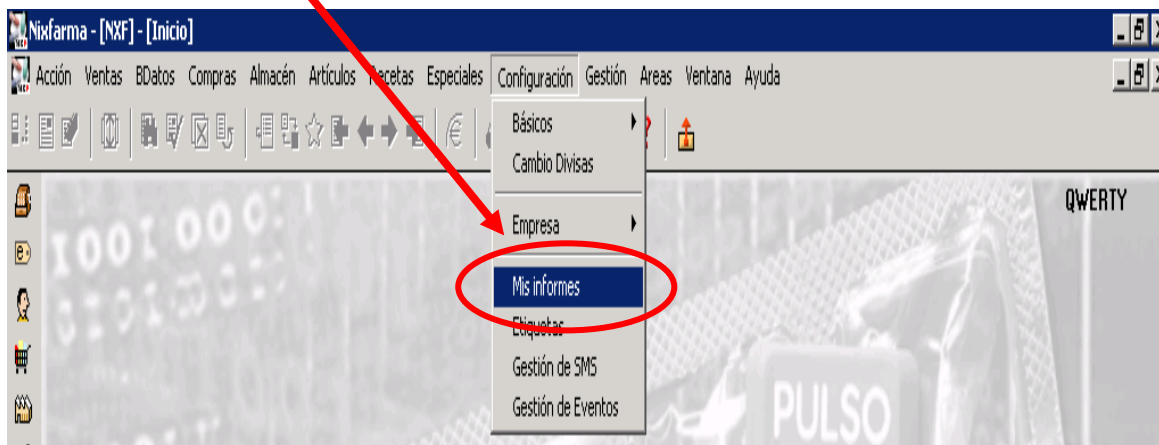 Nixfarma - [NXF] - [Inicio]
Acción Ventas BDatos Compras Almacén Artículos Recetas Especiales Configuración Gestión Areas Ventana Ayuda
Básicos
Cambio Divisas
QWERTY
Empresa
Mis informes
Etiquetas
Gestión de SMS
Gestión de Eventos
PULSO